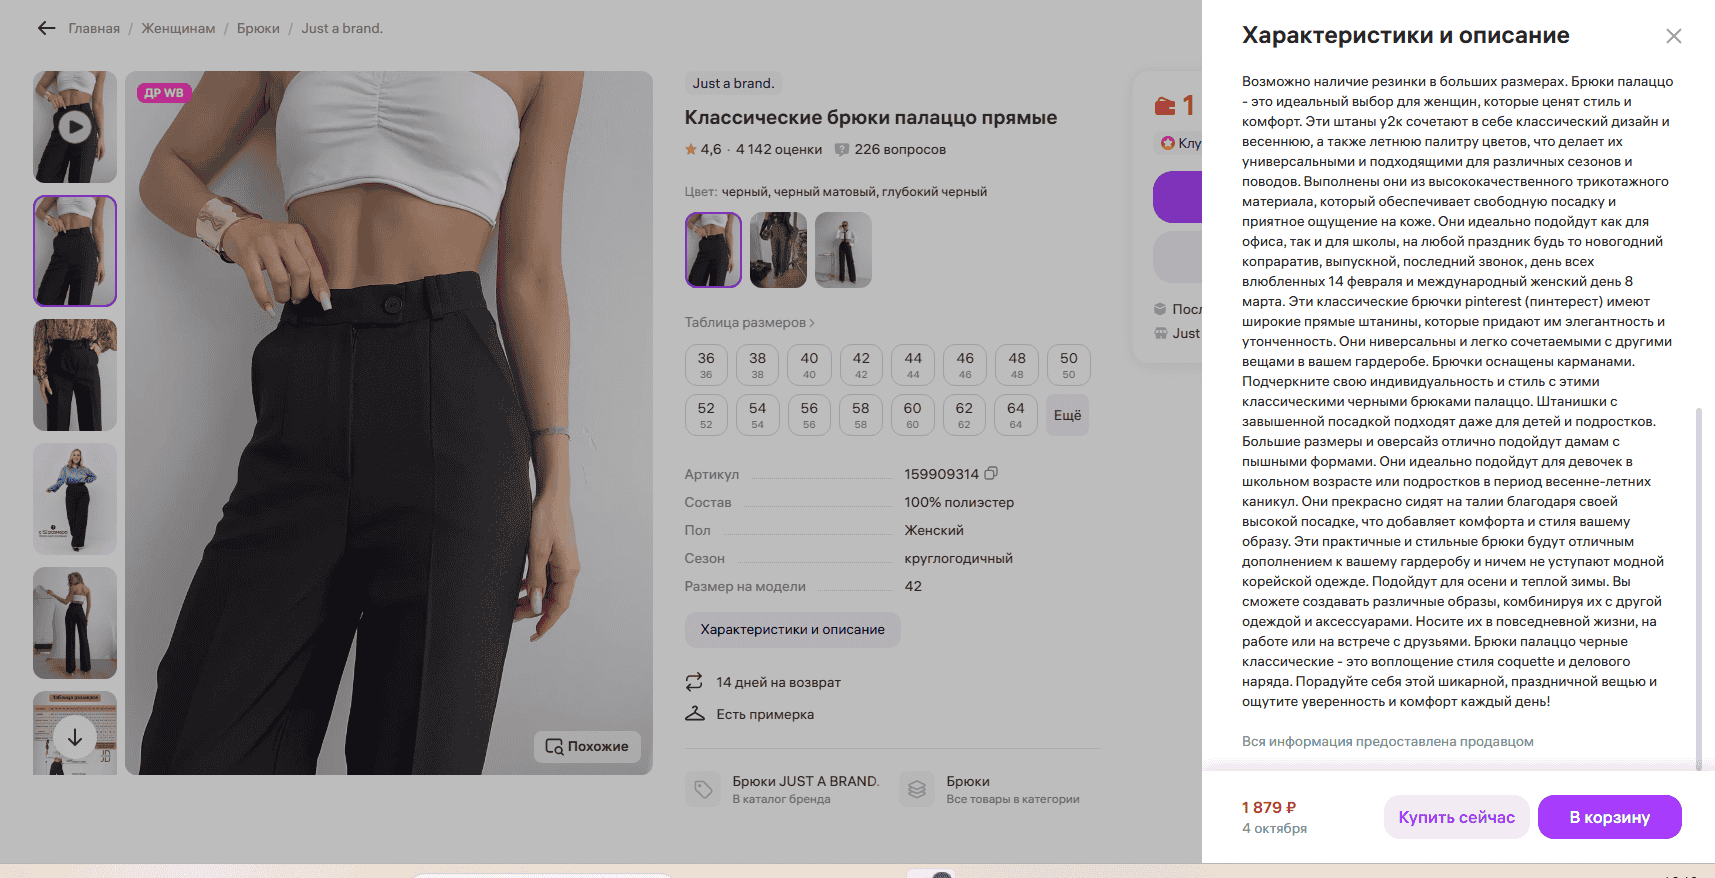 Главная / Женщинам / Брюки / Just a brand.
ДР WB
Похожие
Just a brand.
Классические брюки палаццо прямые
4,6 · 4 142 оценки 226 вопросов
Цвет: черный, черный матовый, глубокий черный
Таблица размеров
36 38 40 42 44 46 48 50
36 38 40 42 44 46 48 50
52 54 56 58 60 62 64 Ещё
52 54 56 58 60 62 64
Артикул 159909314
Состав 100% полиэстер
Пол Женский
Сезон круглогодичный
Размер на модели 42
Характеристики и описание
14 дней на возврат
Есть примерка
Брюки JUST A BRAND.
В каталог бренда
Брюки
Все товары в категории
1
Клу
Посл
Just
Характеристики и описание
Возможно наличие резинки в больших размерах. Брюки палаццо
- это идеальный выбор для женщин, которые ценят стиль и
комфорт. Эти штаны y2к сочетают в себе классический дизайн и
весеннюю, а также летнюю палитру цветов, что делает их
универсальными и подходящими для различных сезонов и
поводов. Выполнены они из высококачественного трикотажного
материала, который обеспечивает свободную посадку и
приятное ощущение на коже. Они идеально подойдут как для
офиса, так и для школы, на любой праздник будь то новогодний
копраратив, выпускной, последний звонок, день всех
влюбленных 14 февраля и международный женский день 8
марта. Эти классические брючки pinterest (пинтерест) имеют
широкие прямые штанины, которые придают им элегантность и
утонченность. Они ниверсальны и легко сочетаемыми с другими
вещами в вашем гардеробе. Брючки оснащены карманами.
Подчеркните свою индивидуальность и стиль с этими
классическими черными брюками палаццо. Штанишки с
завышенной посадкой подходят даже для детей и подростков.
Большие размеры и оверсайз отлично подойдут дамам с
пышными формами. Они идеально подойдут для девочек в
школьном возрасте или подростков в период весенне-летних
каникул. Они прекрасно сидят на талии благодаря своей
высокой посадке, что добавляет комфорта и стиля вашему
образу. Эти практичные и стильные брюки будут отличным
дополнением к вашему гардеробу и ничем не уступают модной
корейской одежде. Подойдут для осени и теплой зимы. Вы
сможете создавать различные образы, комбинируя их с другой
одеждой и аксессуарами. Носите их в повседневной жизни, на
работе или на встрече с друзьями. Брюки палаццо черные
классические - это воплощение стиля coquette и делового
наряда. Порадуйте себя этой шикарной, праздничной вещью и
ощутите уверенность и комфорт каждый день!
Вся информация предоставлена продавцом
1 879 ₽
4 октября
Купить сейчас
В корзину